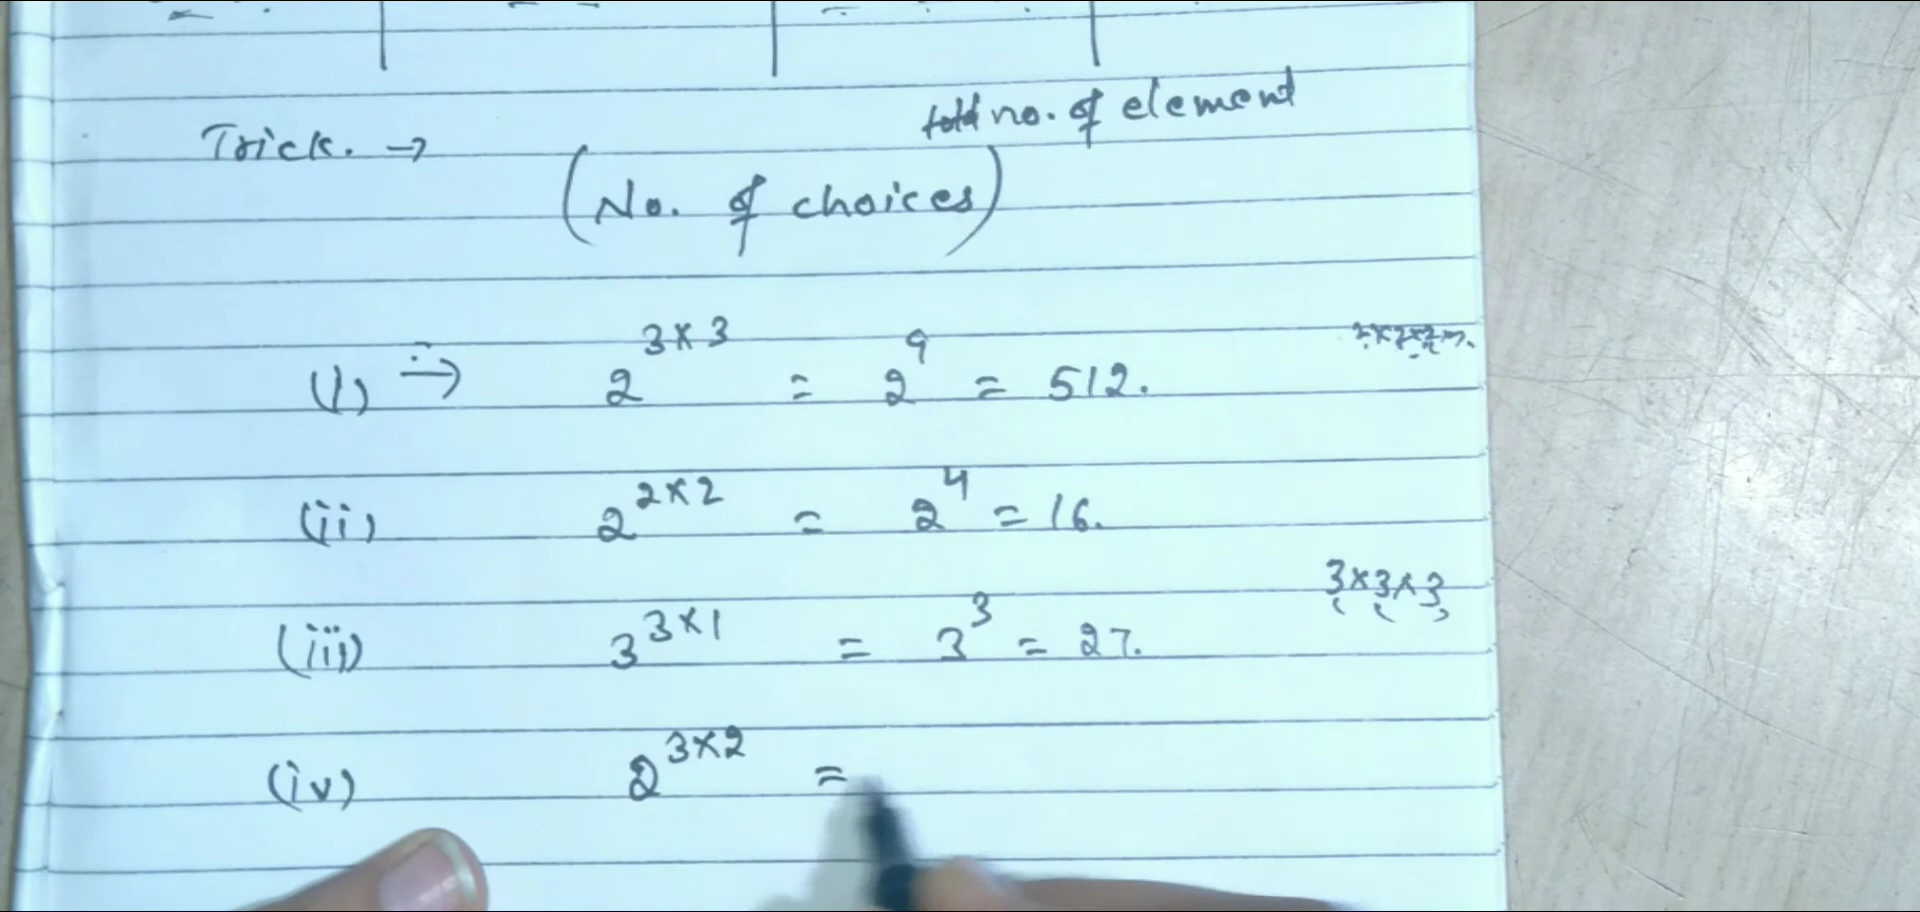 no. of element
Trick. →
(No. of choices)
(i) → 2^{3×3} = 2^9 = 512.
(ii) 2^{2×2} = 2^4 = 16.
3×3×3
(iii) 3^{3×1} = 3^3 = 27.
(iv) 2^{3×2} =